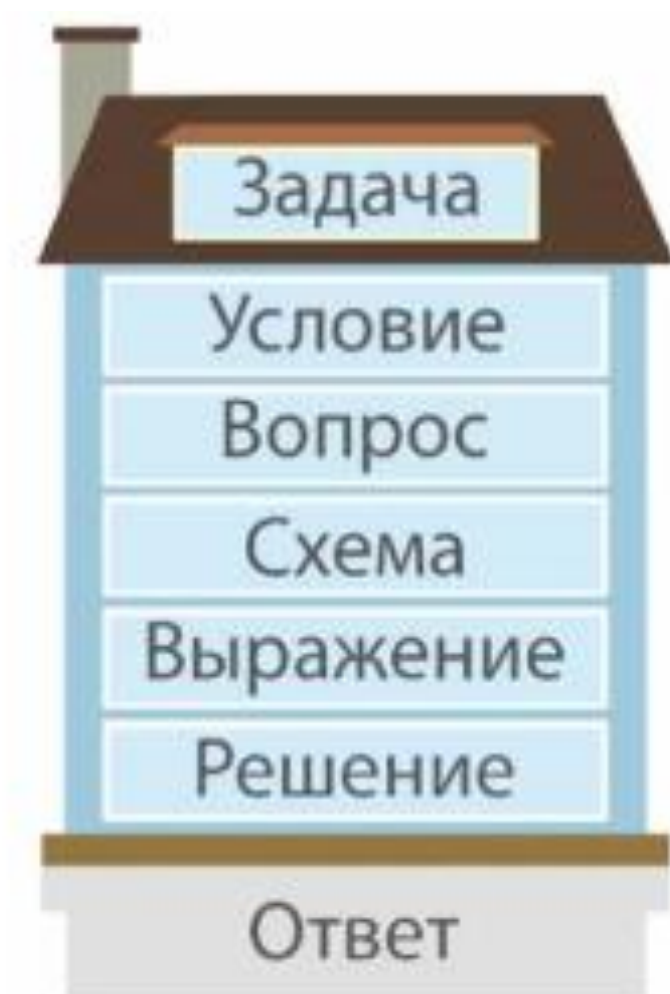 Задача
Условие
Вопрос
Схема
Выражение
Решение
Ответ